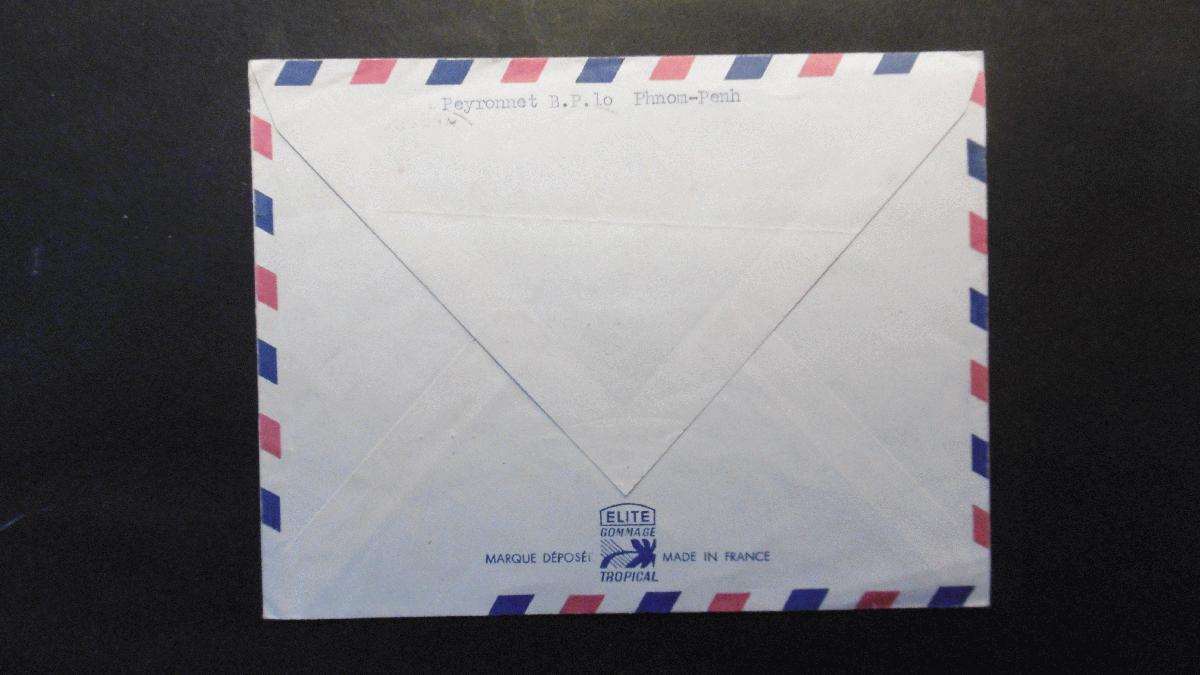 Peyronnet B.P.lo Phnom-Penh
ELITE
GOMMAGE
MARQUE DÉPOSÉE MADE IN FRANCE
TROPICAL